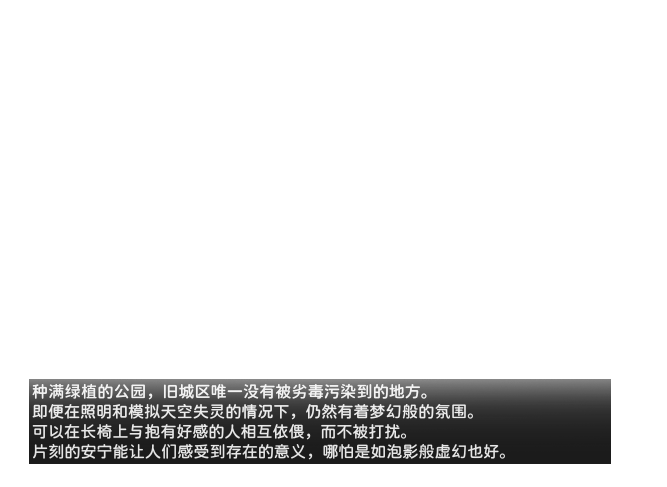 种满绿植的公园，旧城区唯一没有被劣毒污染到的地方。
即便在照明和模拟天空失灵的情况下，仍然有着梦幻般的氛围。
可以在长椅上与抱有好感的人相互依偎，而不被打扰。
片刻的安宁能让人们感受到存在的意义，哪怕是如泡影般虚幻也好。